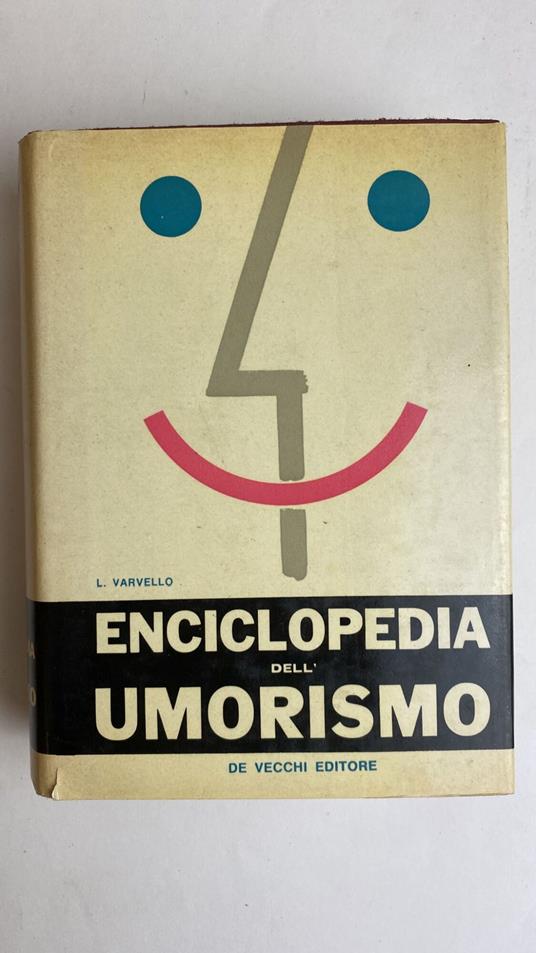 L. VARVELLO
ENCICLOPEDIA
DELL'
UMORISMO
DE VECCHI EDITORE